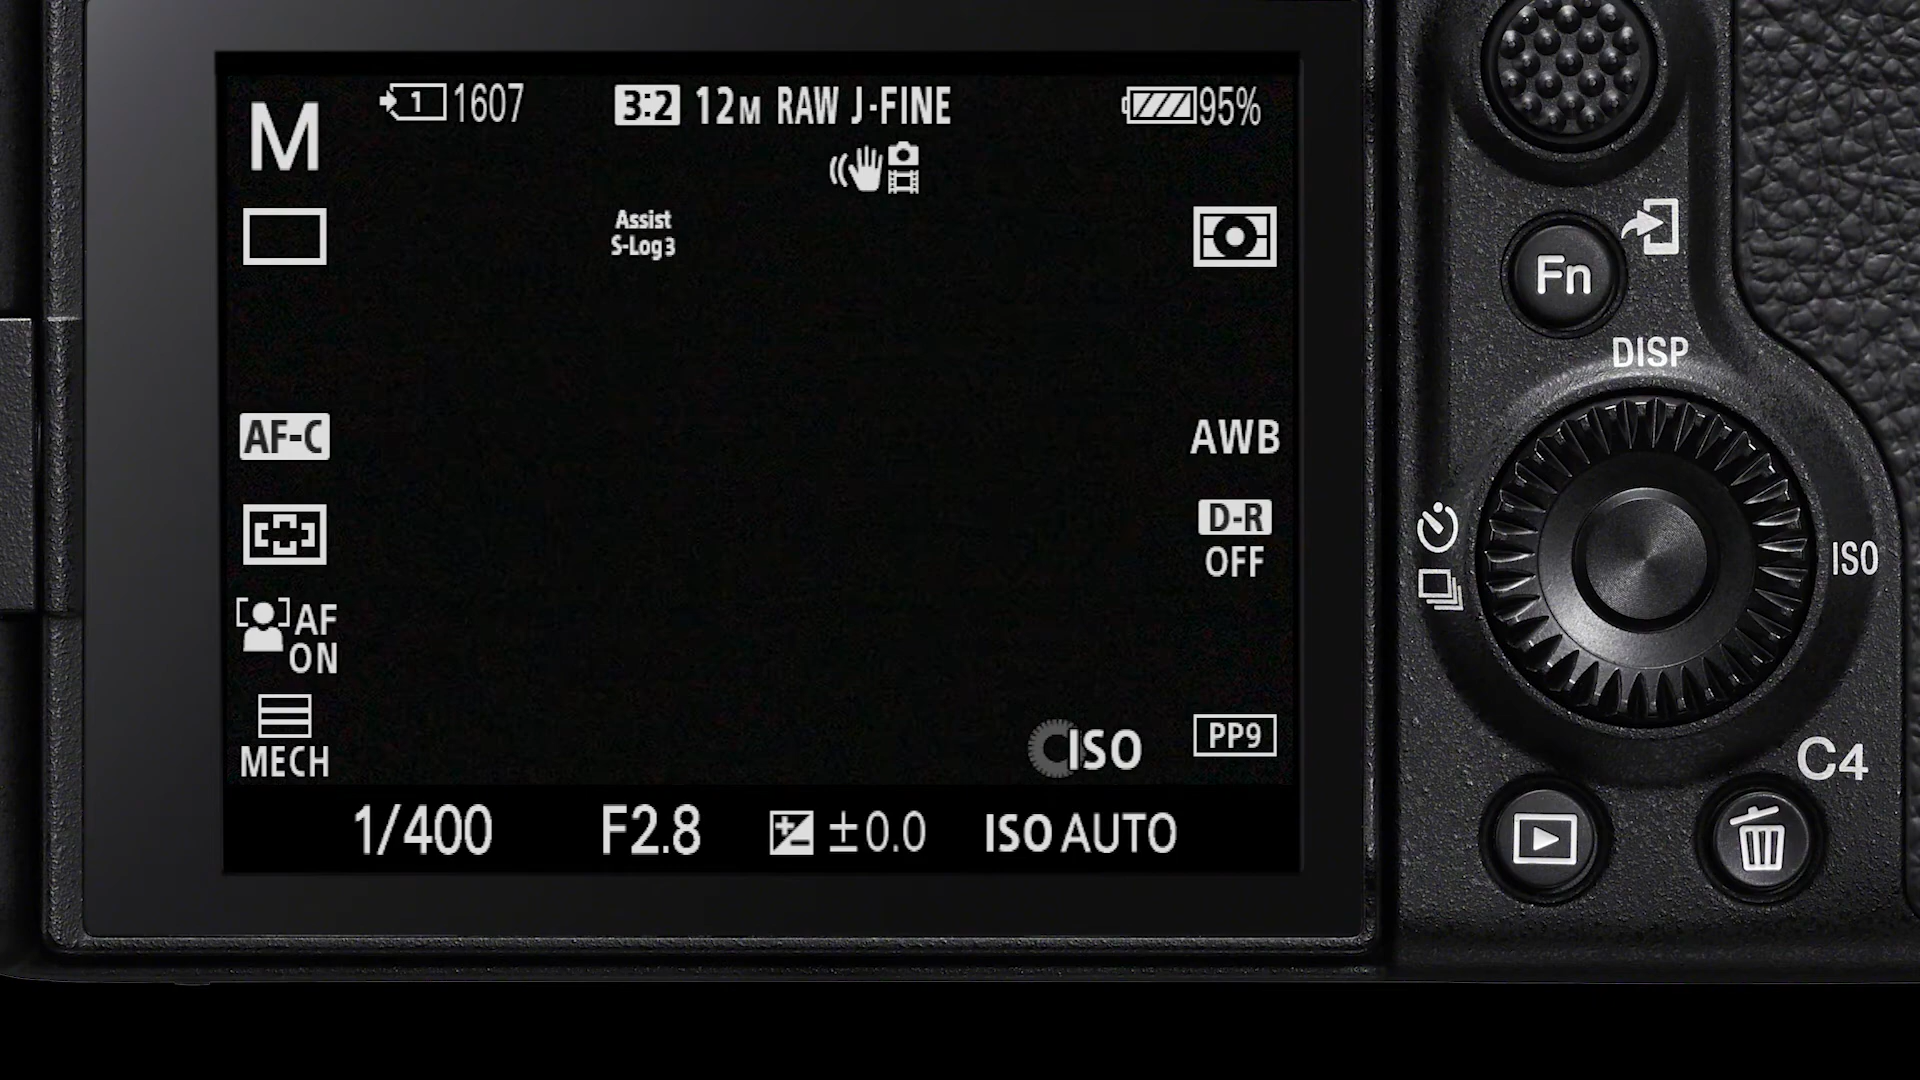 M
1 1607
3:2 12M RAW J-FINE
95%
Assist
S-Log3
AF-C
AWB
D-R
OFF
AF
ON
MECH
ISO
PP9
1/400 F2.8 ±0.0 ISO AUTO
Fn
DISP
ISO
C4